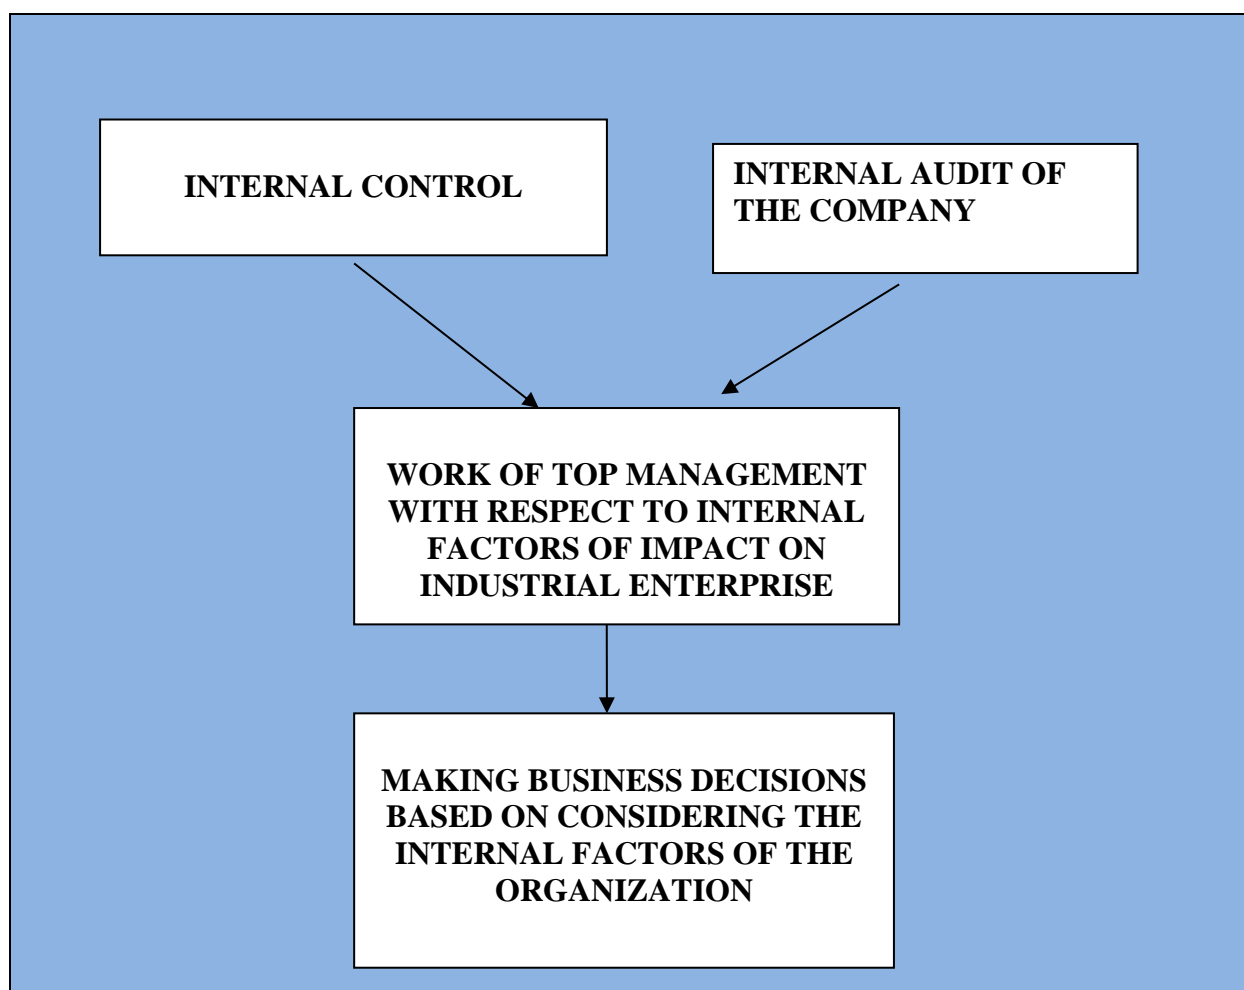 INTERNAL CONTROL
INTERNAL AUDIT OF
THE COMPANY
WORK OF TOP MANAGEMENT
WITH RESPECT TO INTERNAL
FACTORS OF IMPACT ON
INDUSTRIAL ENTERPRISE
MAKING BUSINESS DECISIONS
BASED ON CONSIDERING THE
INTERNAL FACTORS OF THE
ORGANIZATION